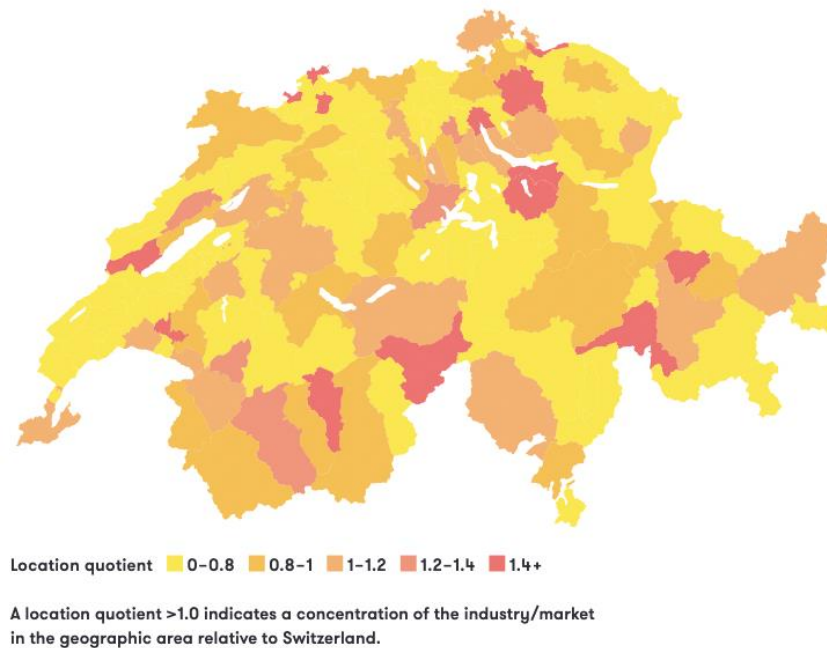 Location quotient 0–0.8 0.8–1 1–1.2 1.2–1.4 1.4+
A location quotient >1.0 indicates a concentration of the industry/market
in the geographic area relative to Switzerland.